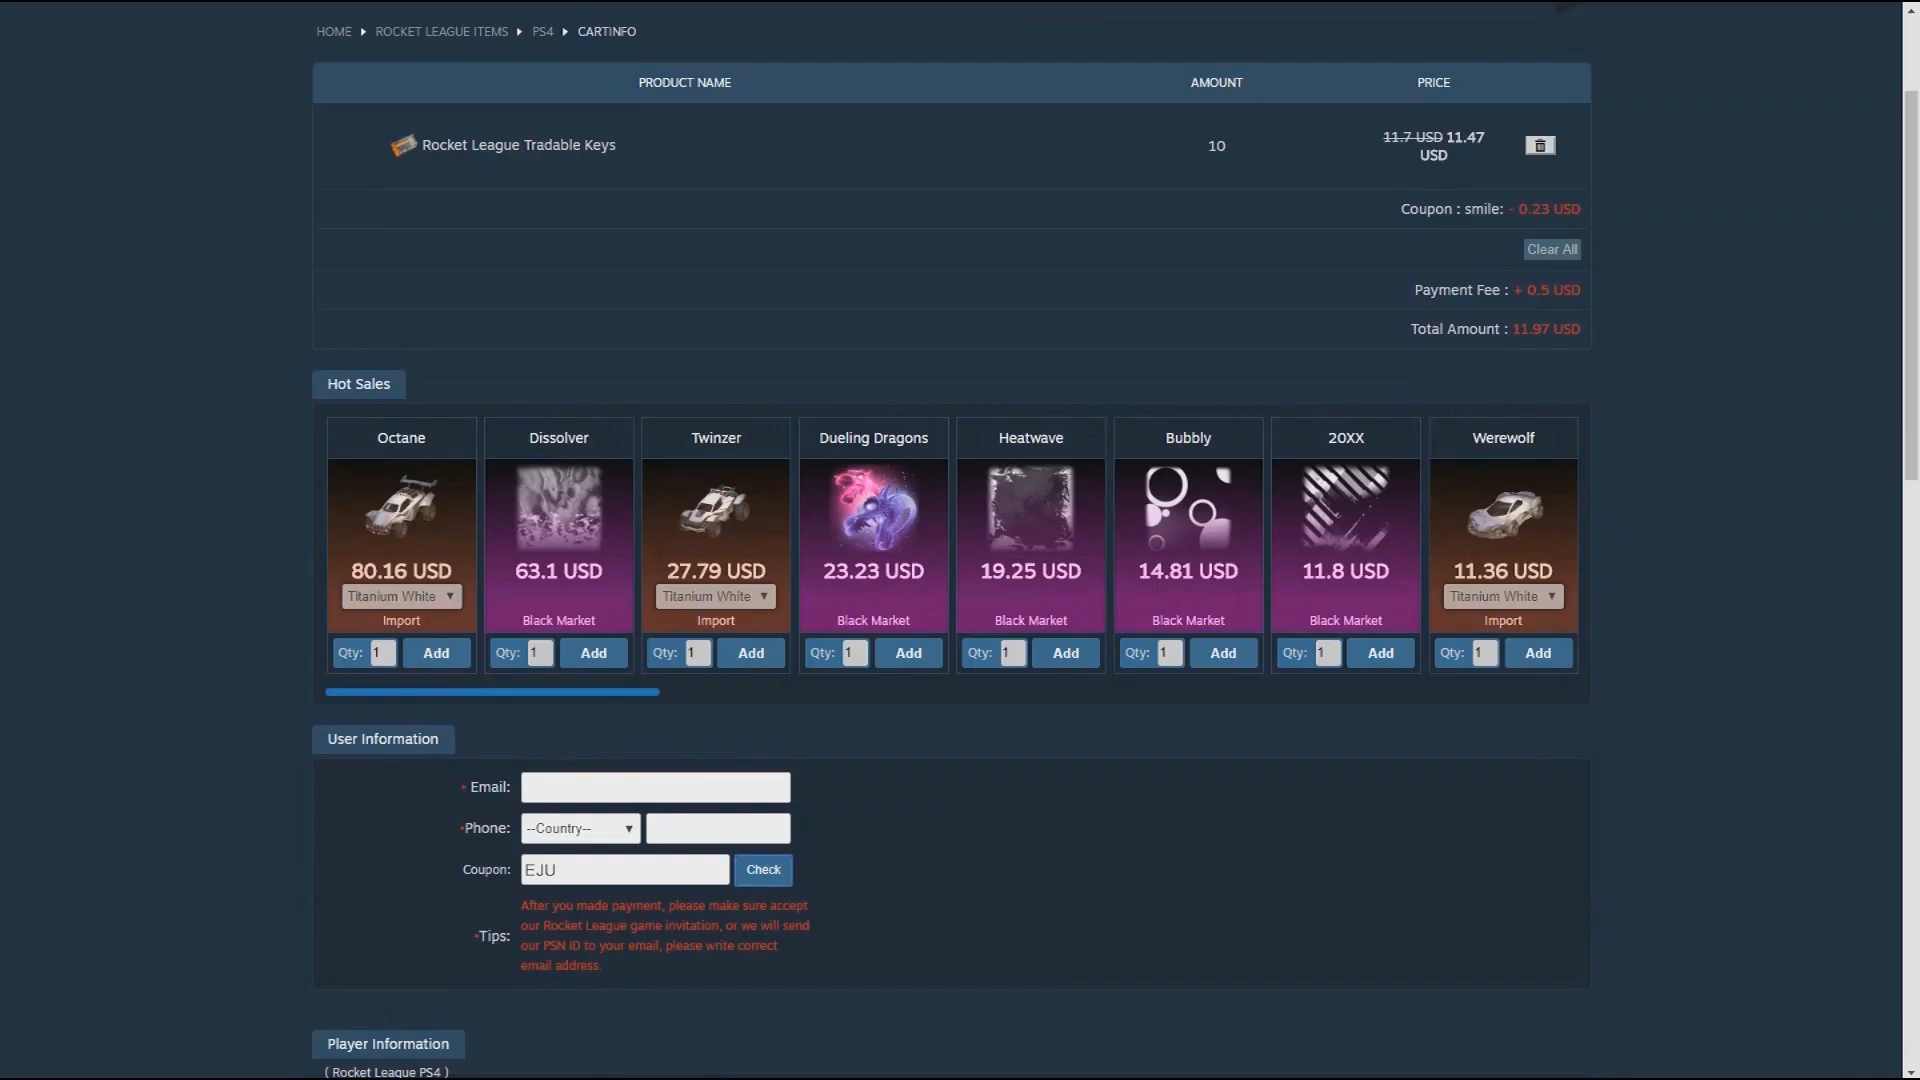 HOME ▶ ROCKET LEAGUE ITEMS ▶ PS4 ▶ CARTINFO
PRODUCT NAME AMOUNT PRICE
Rocket League Tradable Keys 10 11.7 USD 11.47
USD
Coupon : smile: - 0.23 USD
Clear All
Payment Fee : + 0.5 USD
Total Amount : 11.97 USD
Hot Sales
Octane Dissolver Twinzer Dueling Dragons Heatwave Bubbly 20XX Werewolf
80.16 USD 63.1 USD 27.79 USD 23.23 USD 19.25 USD 14.81 USD 11.8 USD 11.36 USD
Titanium White ▼ Titanium White ▼ Titanium White ▼
Import Black Market Import Black Market Black Market Black Market Black Market Import
Qty: 1 Add Qty: 1 Add Qty: 1 Add Qty: 1 Add Qty: 1 Add Qty: 1 Add Qty: 1 Add Qty: 1 Add
User Information
* Email:
*Phone: --Country-- ▼
Coupon: EJU Check
*Tips: After you made payment, please make sure accept
our Rocket League game invitation, or we will send
our PSN ID to your email, please write correct
email address.
Player Information
( Rocket League PS4 )